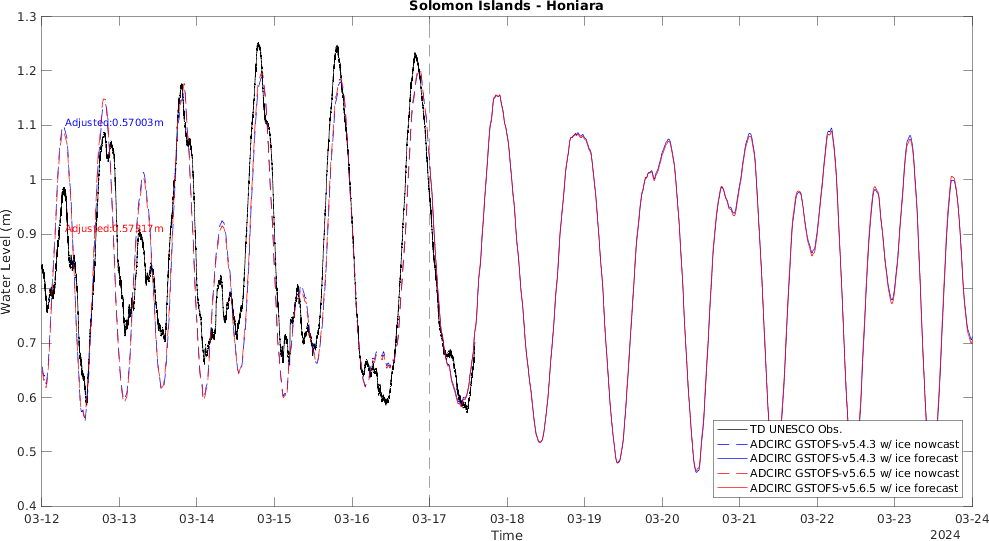 Solomon Islands - Honiara
1.3
1.2
1.1
1
0.9
0.8
0.7
0.6
0.5
0.4
Water Level (m)
Adjusted:0.57003m
Adjusted:0.57317m
TD UNESCO Obs.
ADCIRC GSTOFS-v5.4.3 w/ ice nowcast
ADCIRC GSTOFS-v5.4.3 w/ ice forecast
ADCIRC GSTOFS-v5.6.5 w/ ice nowcast
ADCIRC GSTOFS-v5.6.5 w/ ice forecast
03-12 03-13 03-14 03-15 03-16 03-17 03-18 03-19 03-20 03-21 03-22 03-23 03-24
Time
2024